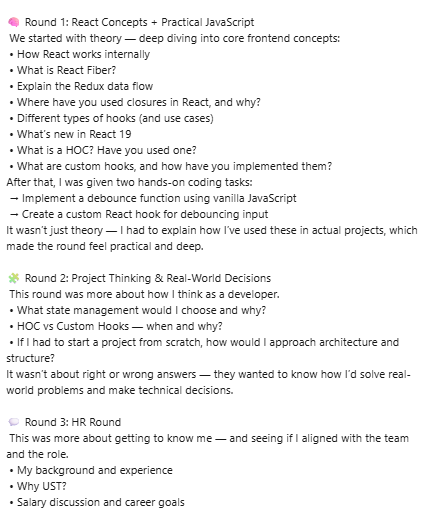 🧠 Round 1: React Concepts + Practical JavaScript
We started with theory — deep diving into core frontend concepts:
• How React works internally
• What is React Fiber?
• Explain the Redux data flow
• Where have you used closures in React, and why?
• Different types of hooks (and use cases)
• What's new in React 19
• What is a HOC? Have you used one?
• What are custom hooks, and how have you implemented them?
After that, I was given two hands-on coding tasks:
→ Implement a debounce function using vanilla JavaScript
→ Create a custom React hook for debouncing input
It wasn't just theory — I had to explain how I've used these in actual projects, which
made the round feel practical and deep.
🧩 Round 2: Project Thinking & Real-World Decisions
This round was more about how I think as a developer.
• What state management would I choose and why?
• HOC vs Custom Hooks — when and why?
• If I had to start a project from scratch, how would I approach architecture and
structure?
It wasn't about right or wrong answers — they wanted to know how I'd solve real-
world problems and make technical decisions.
💬 Round 3: HR Round
This was more about getting to know me — and seeing if I aligned with the team
and the role.
• My background and experience
• Why UST?
• Salary discussion and career goals